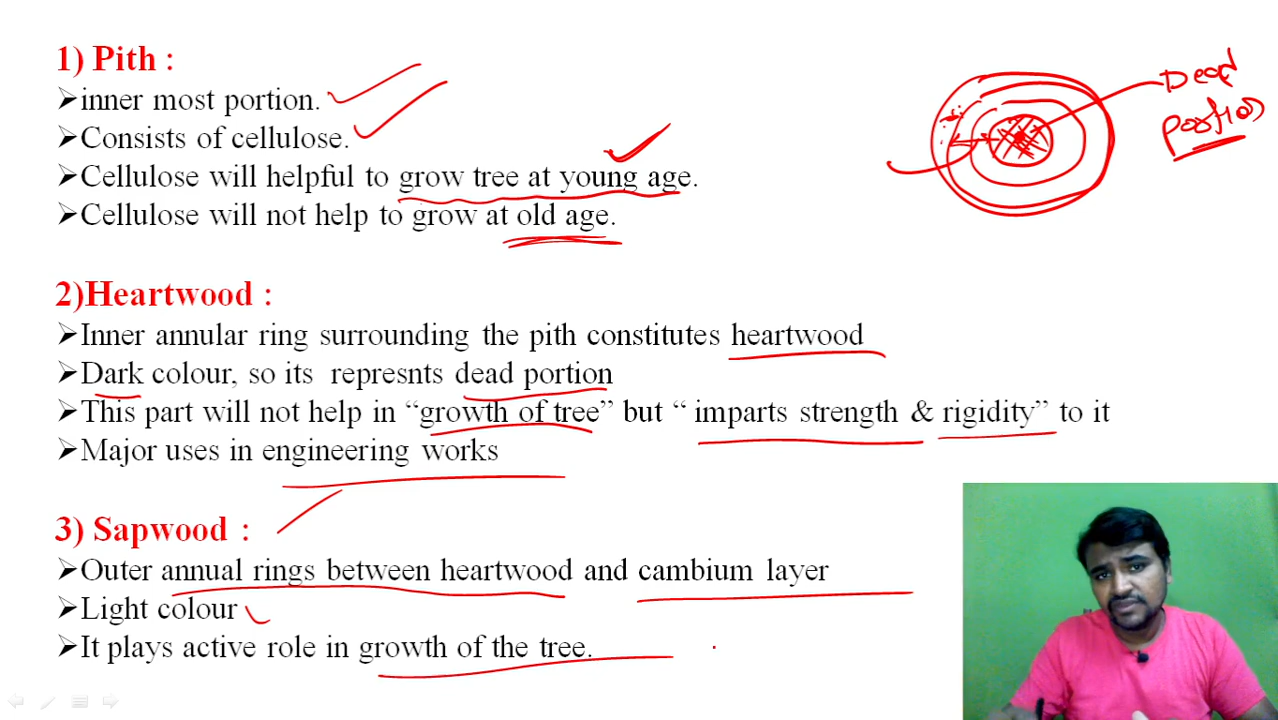 1) Pith :
➢inner most portion.
➢Consists of cellulose.
➢Cellulose will helpful to grow tree at young age.
➢Cellulose will not help to grow at old age.
Dead
portion
2)Heartwood :
➢Inner annular ring surrounding the pith constitutes heartwood
➢Dark colour, so its represnts dead portion
➢This part will not help in “growth of tree” but “ imparts strength & rigidity” to it
➢Major uses in engineering works
3) Sapwood :
➢Outer annual rings between heartwood and cambium layer
➢Light colour
➢It plays active role in growth of the tree.